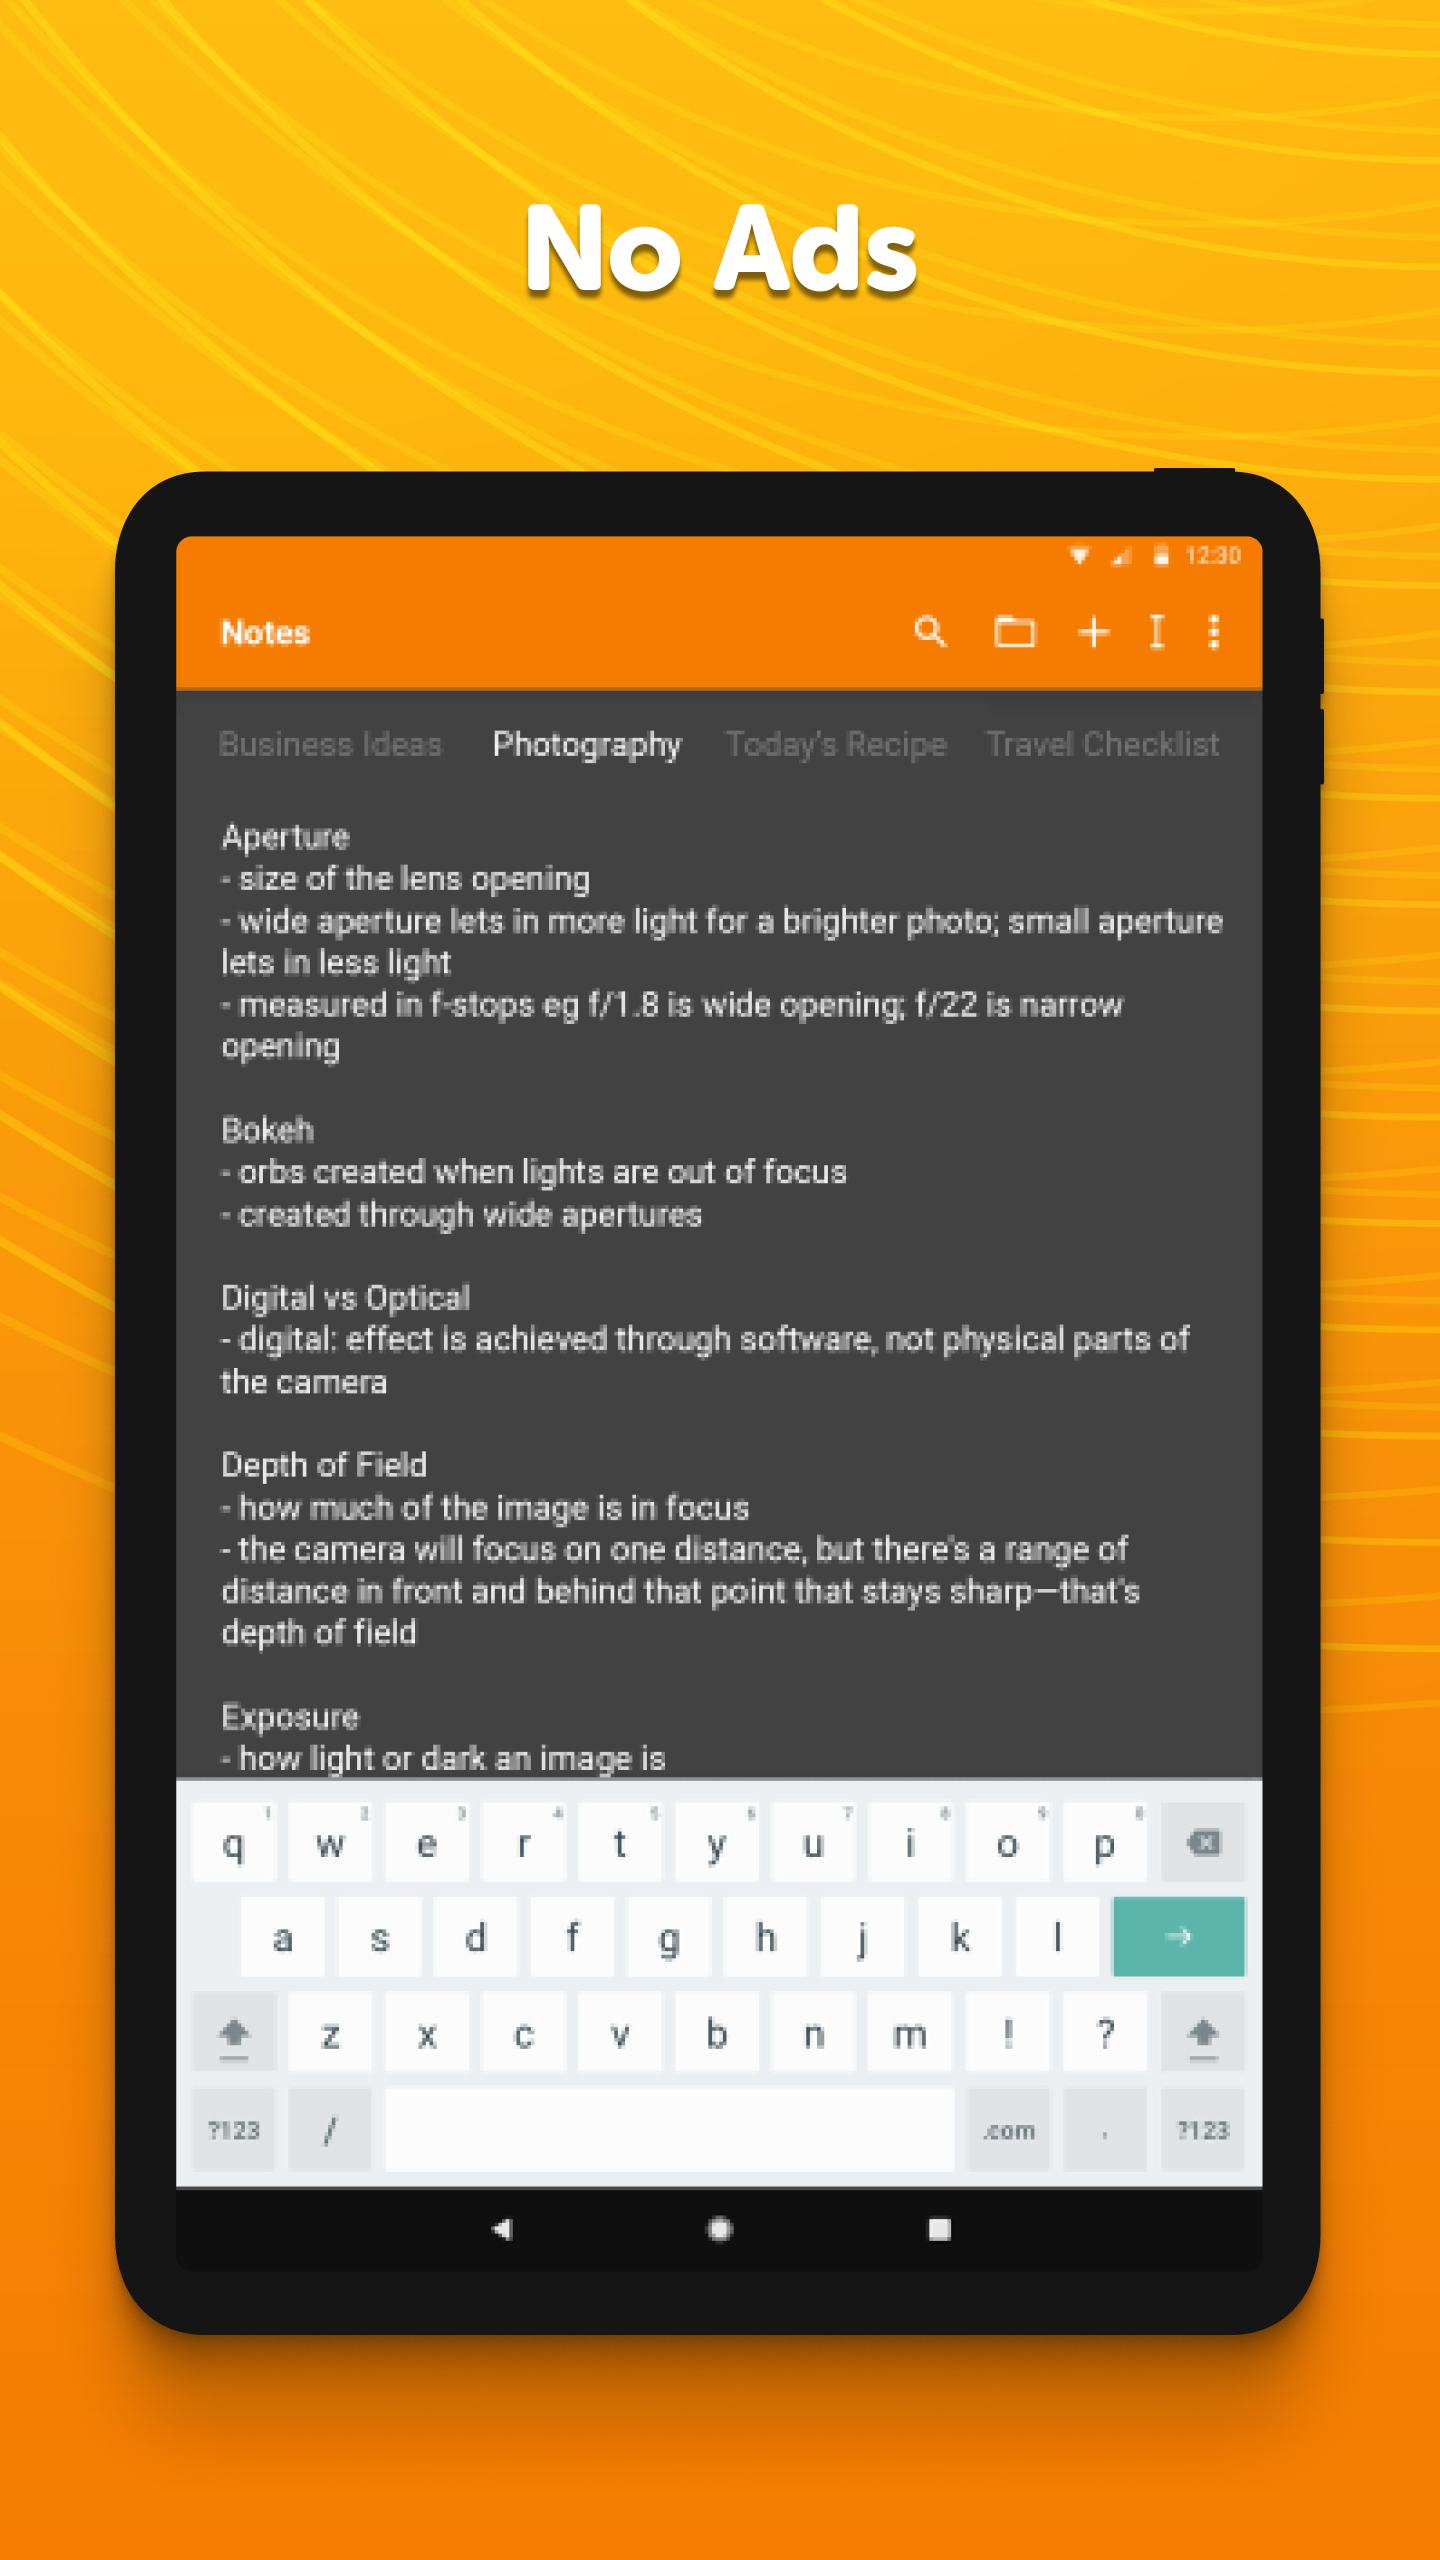 No Ads
12:30
Notes
Business Ideas Photography Today's Recipe Travel Checklist
Aperture
- size of the lens opening
- wide aperture lets in more light for a brighter photo; small aperture
lets in less light
- measured in f-stops eg f/1.8 is wide opening; f/22 is narrow
opening
Bokeh
- orbs created when lights are out of focus
- created through wide apertures
Digital vs Optical
- digital: effect is achieved through software, not physical parts of
the camera
Depth of Field
- how much of the image is in focus
- the camera will focus on one distance, but there's a range of
distance in front and behind that point that stays sharp—that's
depth of field
Exposure
- how light or dark an image is
1 2 3 4 5 6 7 8 9
q w e r t y u i o p
a s d f g h j k l
z x c v b n m ! ?
?123 / .com . ?123